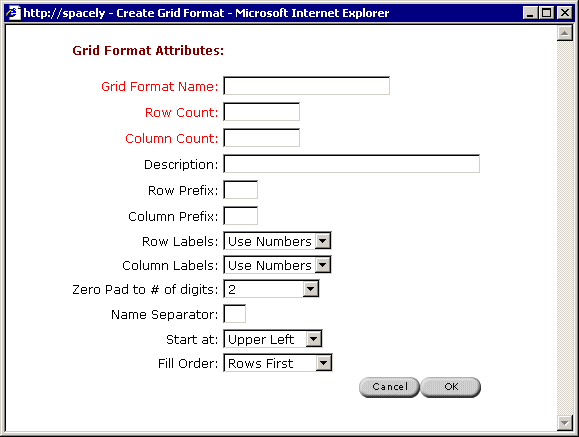 http://spacely - Create Grid Format - Microsoft Internet Explorer
Grid Format Attributes:
Grid Format Name:
Row Count:
Column Count:
Description:
Row Prefix:
Column Prefix:
Row Labels: Use Numbers
Column Labels: Use Numbers
Zero Pad to # of digits: 2
Name Separator:
Start at: Upper Left
Fill Order: Rows First
Cancel OK